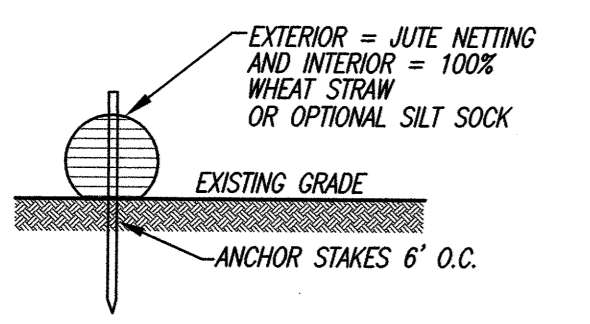 EXTERIOR = JUTE NETTING
AND INTERIOR = 100%
WHEAT STRAW
OR OPTIONAL SILT SOCK
EXISTING GRADE
ANCHOR STAKES 6' O.C.